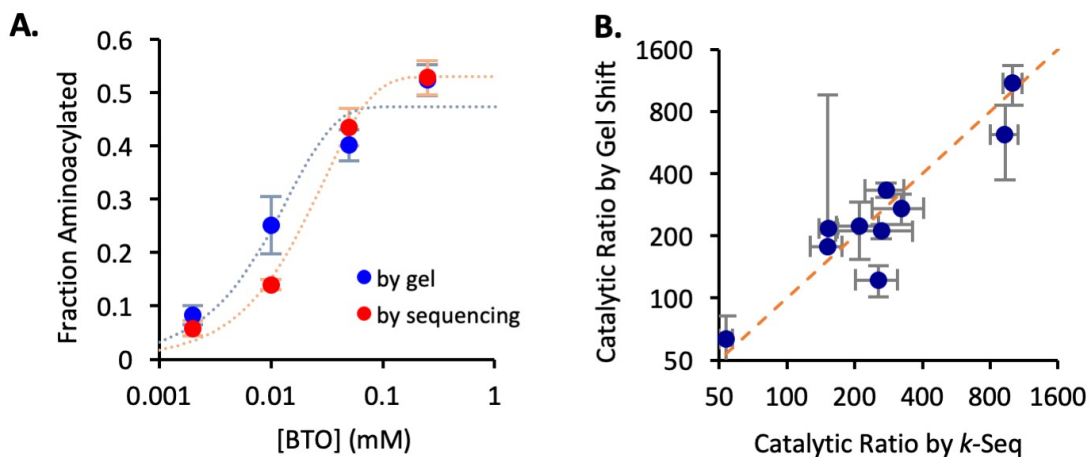 A.
Fraction Aminoacylated
0.6
0.5
0.4
0.3
0.2
0.1
0
by gel
by sequencing
0.001 0.01 0.1 1
[BTO] (mM)
B.
Catalytic Ratio by Gel Shift
1600
800
400
200
100
50
50 100 200 400 800 1600
Catalytic Ratio by k-Seq